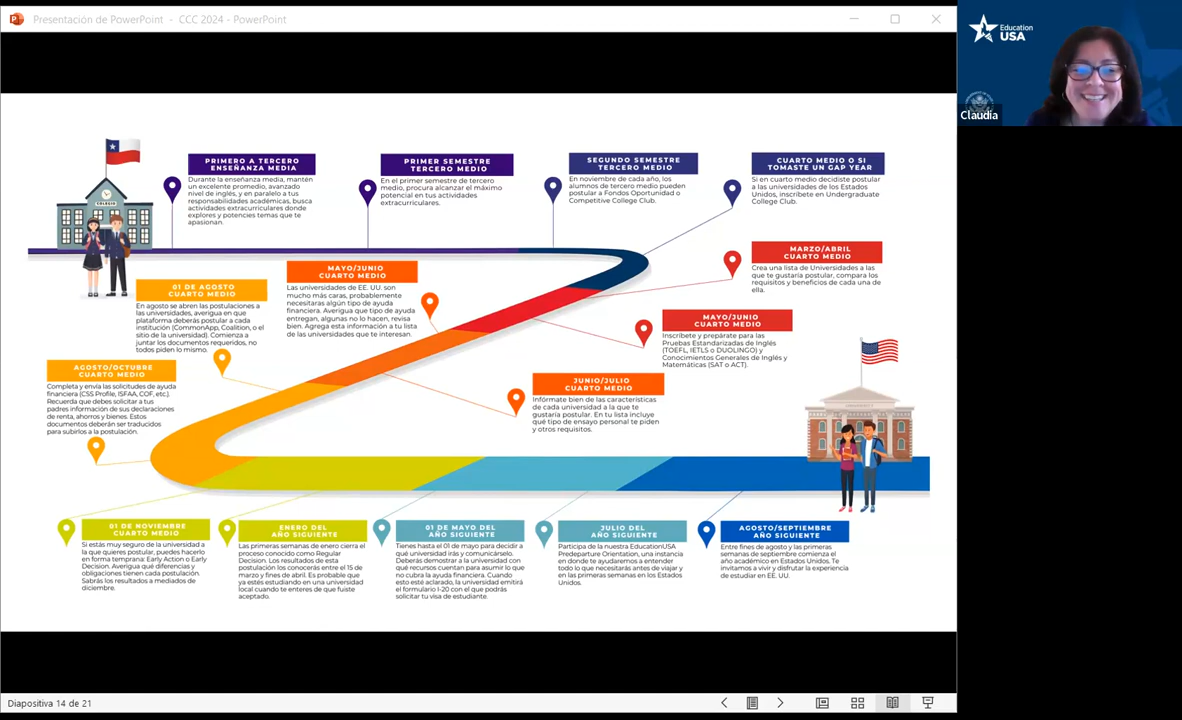 Presentación de PowerPoint - CCC 2024 - PowerPoint
Education
USA
Claudia
COLEGIO
PRIMERO A TERCERO
ENSEÑANZA MEDIA
Durante la enseñanza media, mantén
un excelente promedio, avanzado
nivel de inglés, y en paralelo a tus
responsabilidades académicas, busca
actividades extracurriculares donde
explores y potencies temas que te
apasionan.
PRIMER SEMESTRE
TERCERO MEDIO
En el primer semestre de tercero
medio, procura alcanzar el máximo
potencial en tus actividades
extracurriculares.
SEGUNDO SEMESTRE
TERCERO MEDIO
En noviembre de cada año, los
alumnos de tercero medio pueden
postular a Fondos Oportunidad o
Competitive College Club.
CUARTO MEDIO O SI
TOMASTE UN GAP YEAR
Si en cuarto medio decidiste postular
a las universidades de los Estados
Unidos, inscríbete en Undergraduate
College Club.
MARZO/ABRIL
CUARTO MEDIO
Crea una lista de Universidades a las
que te gustaría postular, compara los
requisitos y beneficios de cada una de
ella.
MAYO/JUNIO
CUARTO MEDIO
Inscríbete y prepárate para las
Pruebas Estandarizadas de Inglés
(TOEFL, IETLS o DUOLINGO) y
Conocimientos Generales de Inglés y
Matemáticas (SAT o ACT).
MAYO/JUNIO
CUARTO MEDIO
Las universidades de EE. UU. son
mucho más caras, probablemente
necesitaras algún tipo de ayuda
financiera. Averigua que tipo de ayuda
entregan, algunas no lo hacen, revisa
bien. Agrega esta información a tu lista
de las universidades que te interesan.
JUNIO/JULIO
CUARTO MEDIO
Infórmate bien de las características
de cada universidad a la que te
gustaría postular. En tu lista incluye
qué tipo de ensayo personal te piden
y otros requisitos.
01 DE AGOSTO
CUARTO MEDIO
En agosto se abren las postulaciones a
las universidades, averigua en que
plataforma deberás postular a cada
institución (CommonApp, Coalition, o el
sitio de la universidad). Comienza a
juntar los documentos requeridos, no
todos piden lo mismo.
AGOSTO/OCTUBRE
CUARTO MEDIO
Completa y envía las solicitudes de ayuda
financiera (CSS Profile, ISFAA, COF, etc.).
Recuerda que debes solicitar a tus
padres información de sus declaraciones
de renta, ahorros y bienes. Estos
documentos deberán ser traducidos
para subirlos a la postulación.
01 DE NOVIEMBRE
CUARTO MEDIO
Si estás muy seguro de la universidad a
la que quieres postular, puedes hacerlo
en forma temprana: Early Action o Early
Decision. Averigua qué diferencias y
obligaciones tienen cada postulación.
Sabrás los resultados a mediados de
diciembre.
ENERO DEL
AÑO SIGUIENTE
Las primeras semanas de enero cierra el
proceso conocido como Regular
Decision. Los resultados de esta
postulación los conocerás entre el 15 de
marzo y fines de abril. Es probable que
ya estés estudiando en una universidad
local cuando te enteres de que fuiste
aceptado.
01 DE MAYO DEL
AÑO SIGUIENTE
Tienes hasta el 01 de mayo para decidir a
qué universidad irás y comunicárselo.
Deberás demostrar a la universidad con
qué recursos cuentan para asumir lo que
no cubra la ayuda financiera. Cuando
esto esté aclarado, la universidad emitirá
el formulario I-20 con el que podrás
solicitar tu visa de estudiante.
JULIO DEL
AÑO SIGUIENTE
Participa de la nuestra EducationUSA
Predeparture Orientation, una instancia
en donde te ayudaremos a entender
todo lo que necesitarás antes de viajar y
en las primeras semanas en los Estados
Unidos.
AGOSTO/SEPTIEMBRE
AÑO SIGUIENTE
Entre fines de agosto y las primeras
semanas de septiembre comienza el
año académico en Estados Unidos. Te
invitamos a vivir y disfrutar la experiencia
de estudiar en EE. UU.
Diapositiva 14 de 21